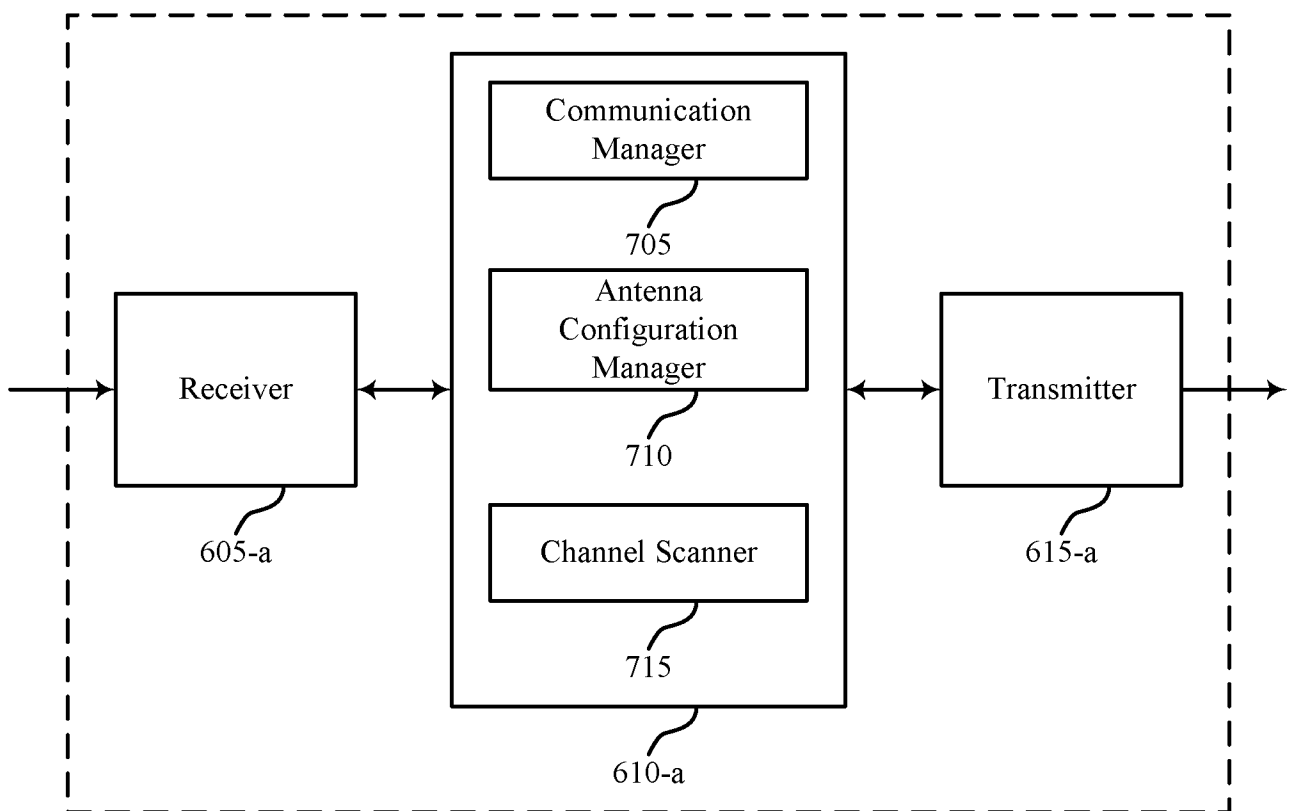 Communication
Manager
705
Antenna
Configuration
Manager
710
Receiver
Transmitter
605-a
Channel Scanner
615-a
715
610-a